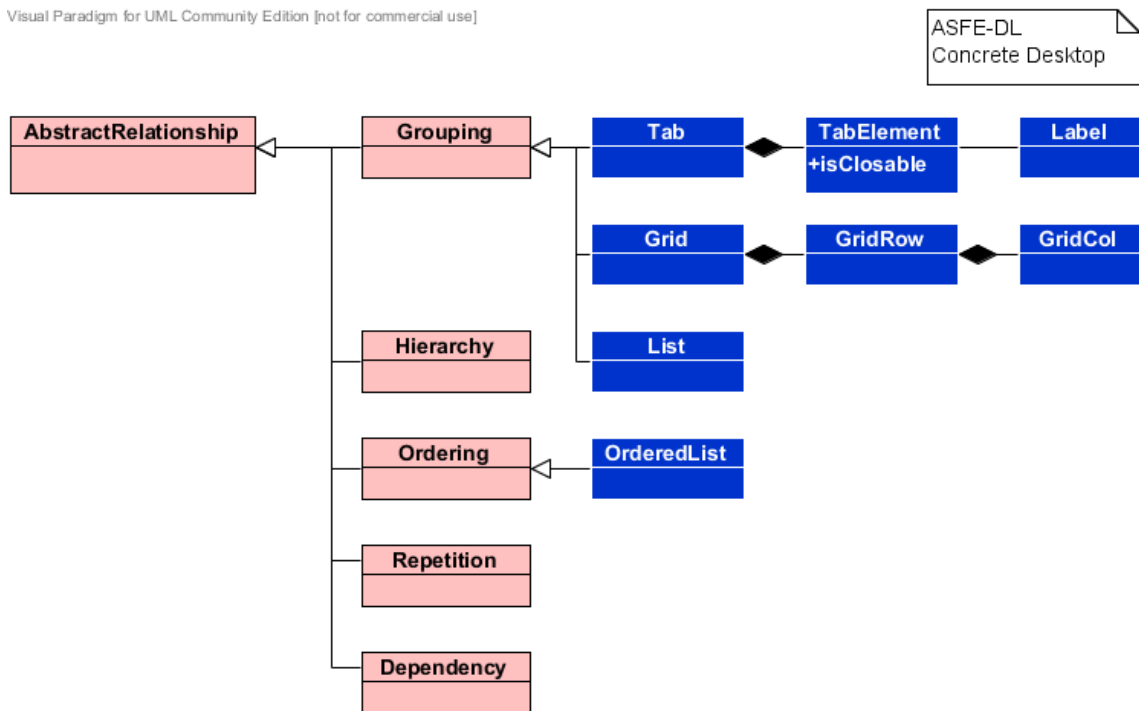 Visual Paradigm for UML Community Edition [not for commercial use]
ASFE-DL
Concrete Desktop
AbstractRelationship
Grouping
Tab
TabElement
+isClosable
Label
Grid
GridRow
GridCol
Hierarchy
List
Ordering
OrderedList
Repetition
Dependency